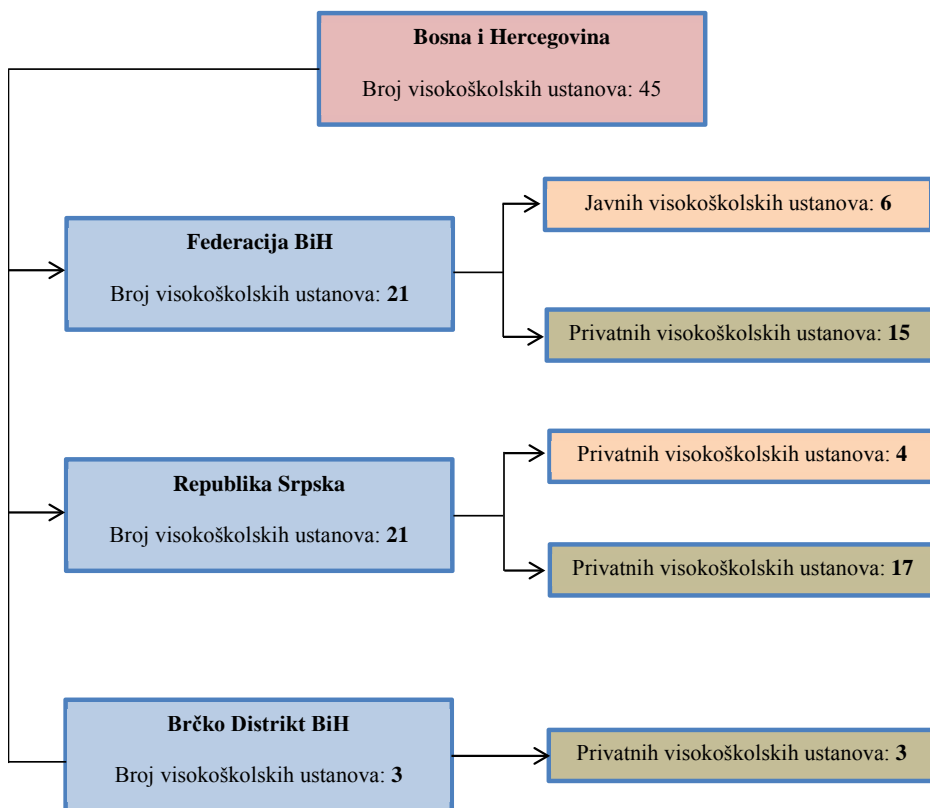 Bosna i Hercegovina
Broj visokoškolskih ustanova: 45
Javnih visokoškolskih ustanova: 6
Federacija BiH
Broj visokoškolskih ustanova: 21
Privatnih visokoškolskih ustanova: 15
Privatnih visokoškolskih ustanova: 4
Republika Srpska
Broj visokoškolskih ustanova: 21
Privatnih visokoškolskih ustanova: 17
Brčko Distrikt BiH
Broj visokoškolskih ustanova: 3
Privatnih visokoškolskih ustanova: 3